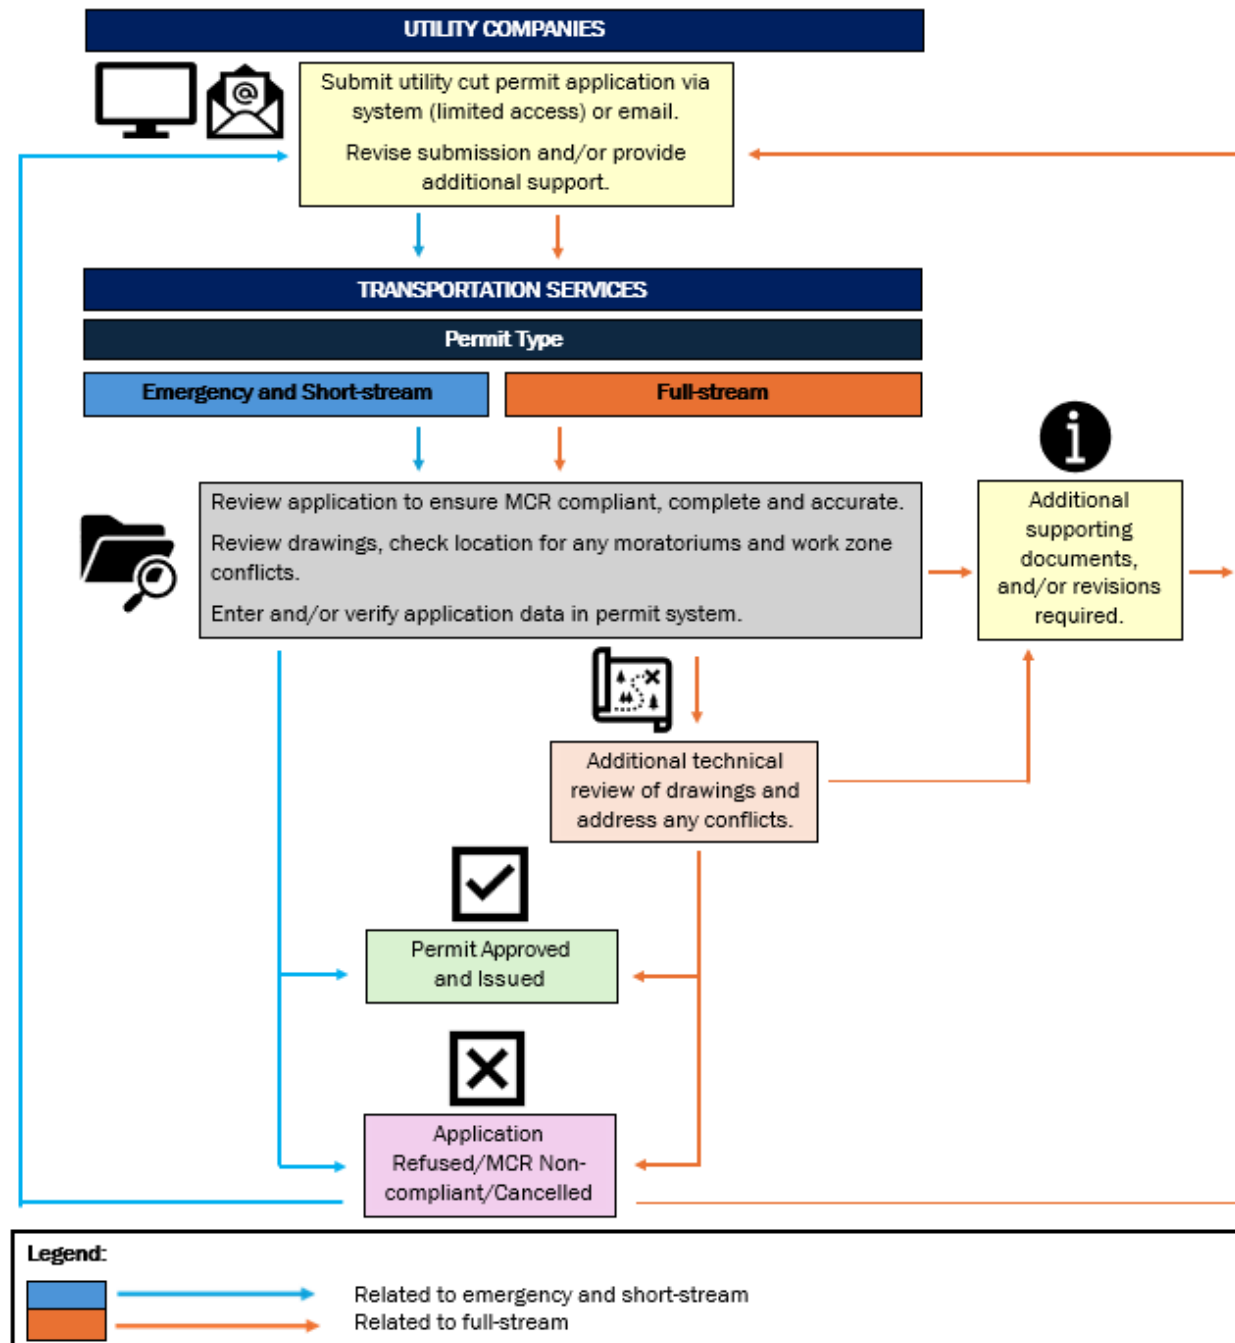 UTILITY COMPANIES
@
Submit utility cut permit application via
system (limited access) or email.
Revise submission and/or provide
additional support.
TRANSPORTATION SERVICES
Permit Type
Emergency and Short-stream
Full-stream
Review application to ensure MCR compliant, complete and accurate.
Review drawings, check location for any moratoriums and work zone
conflicts.
Enter and/or verify application data in permit system.
i
Additional
supporting
documents,
and/or revisions
required.
Additional technical
review of drawings and
address any conflicts.
Permit Approved
and Issued
Application
Refused/MCR Non-
compliant/Cancelled
Legend:
Related to emergency and short-stream
Related to full-stream